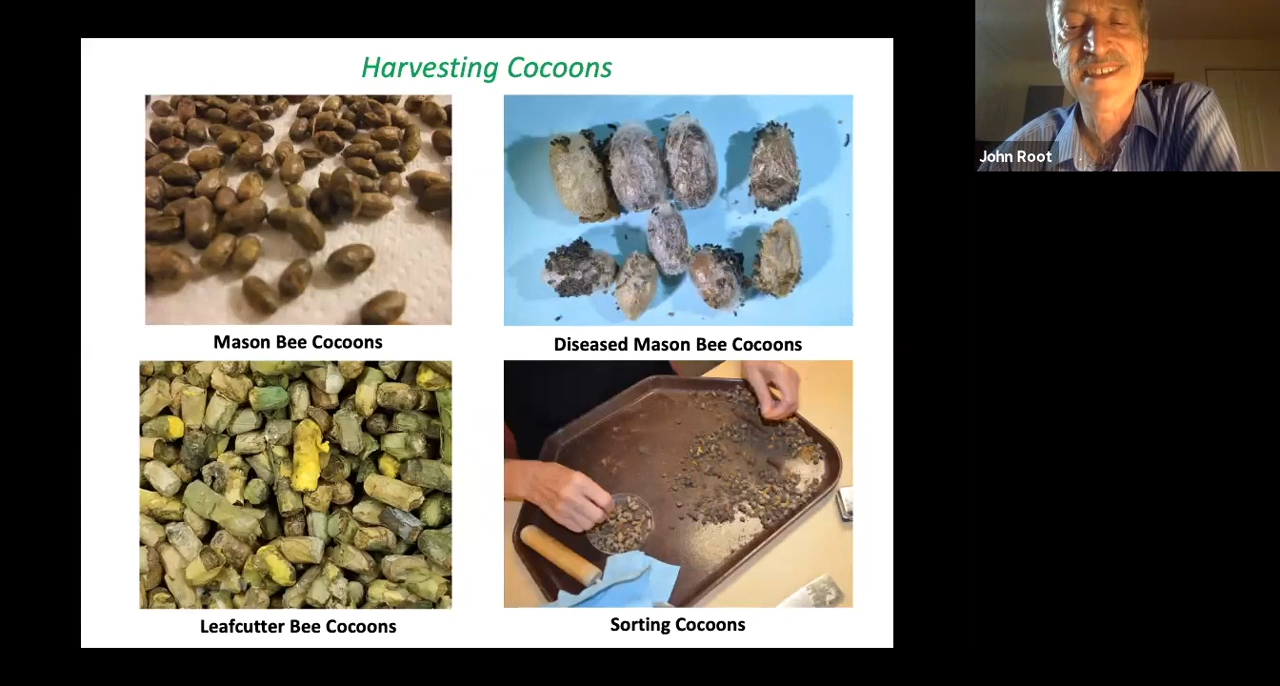 Harvesting Cocoons
John Root
Mason Bee Cocoons
Diseased Mason Bee Cocoons
Leafcutter Bee Cocoons
Sorting Cocoons